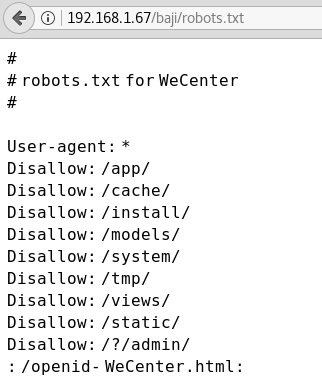 192.168.1.67/baji/robots.txt
#
# robots.txt for WeCenter
#
User-agent: *
Disallow: /app/
Disallow: /cache/
Disallow: /install/
Disallow: /models/
Disallow: /system/
Disallow: /tmp/
Disallow: /views/
Disallow: /static/
Disallow: /?/admin/
: /openid- WeCenter.html: